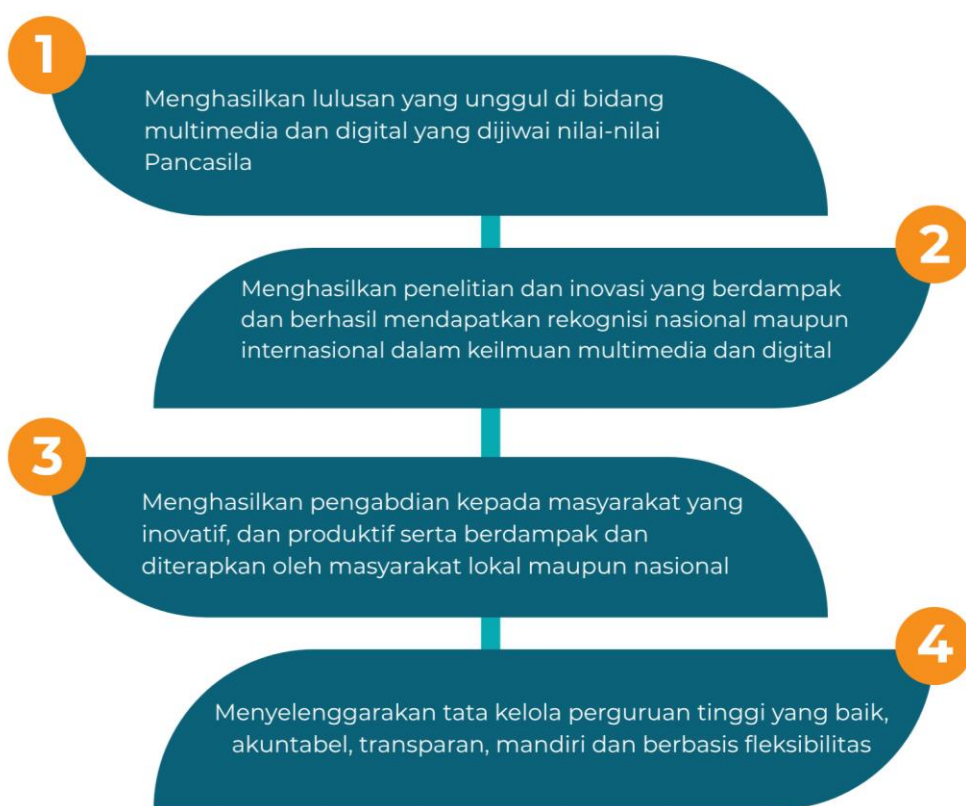 1
Menghasilkan lulusan yang unggul di bidang
multimedia dan digital yang dijiwai nilai-nilai
Pancasila
2
Menghasilkan penelitian dan inovasi yang berdampak
dan berhasil mendapatkan rekognisi nasional maupun
internasional dalam keilmuan multimedia dan digital
3
Menghasilkan pengabdian kepada masyarakat yang
inovatif, dan produktif serta berdampak dan
diterapkan oleh masyarakat lokal maupun nasional
4
Menyelenggarakan tata kelola perguruan tinggi yang baik,
akuntabel, transparan, mandiri dan berbasis fleksibilitas